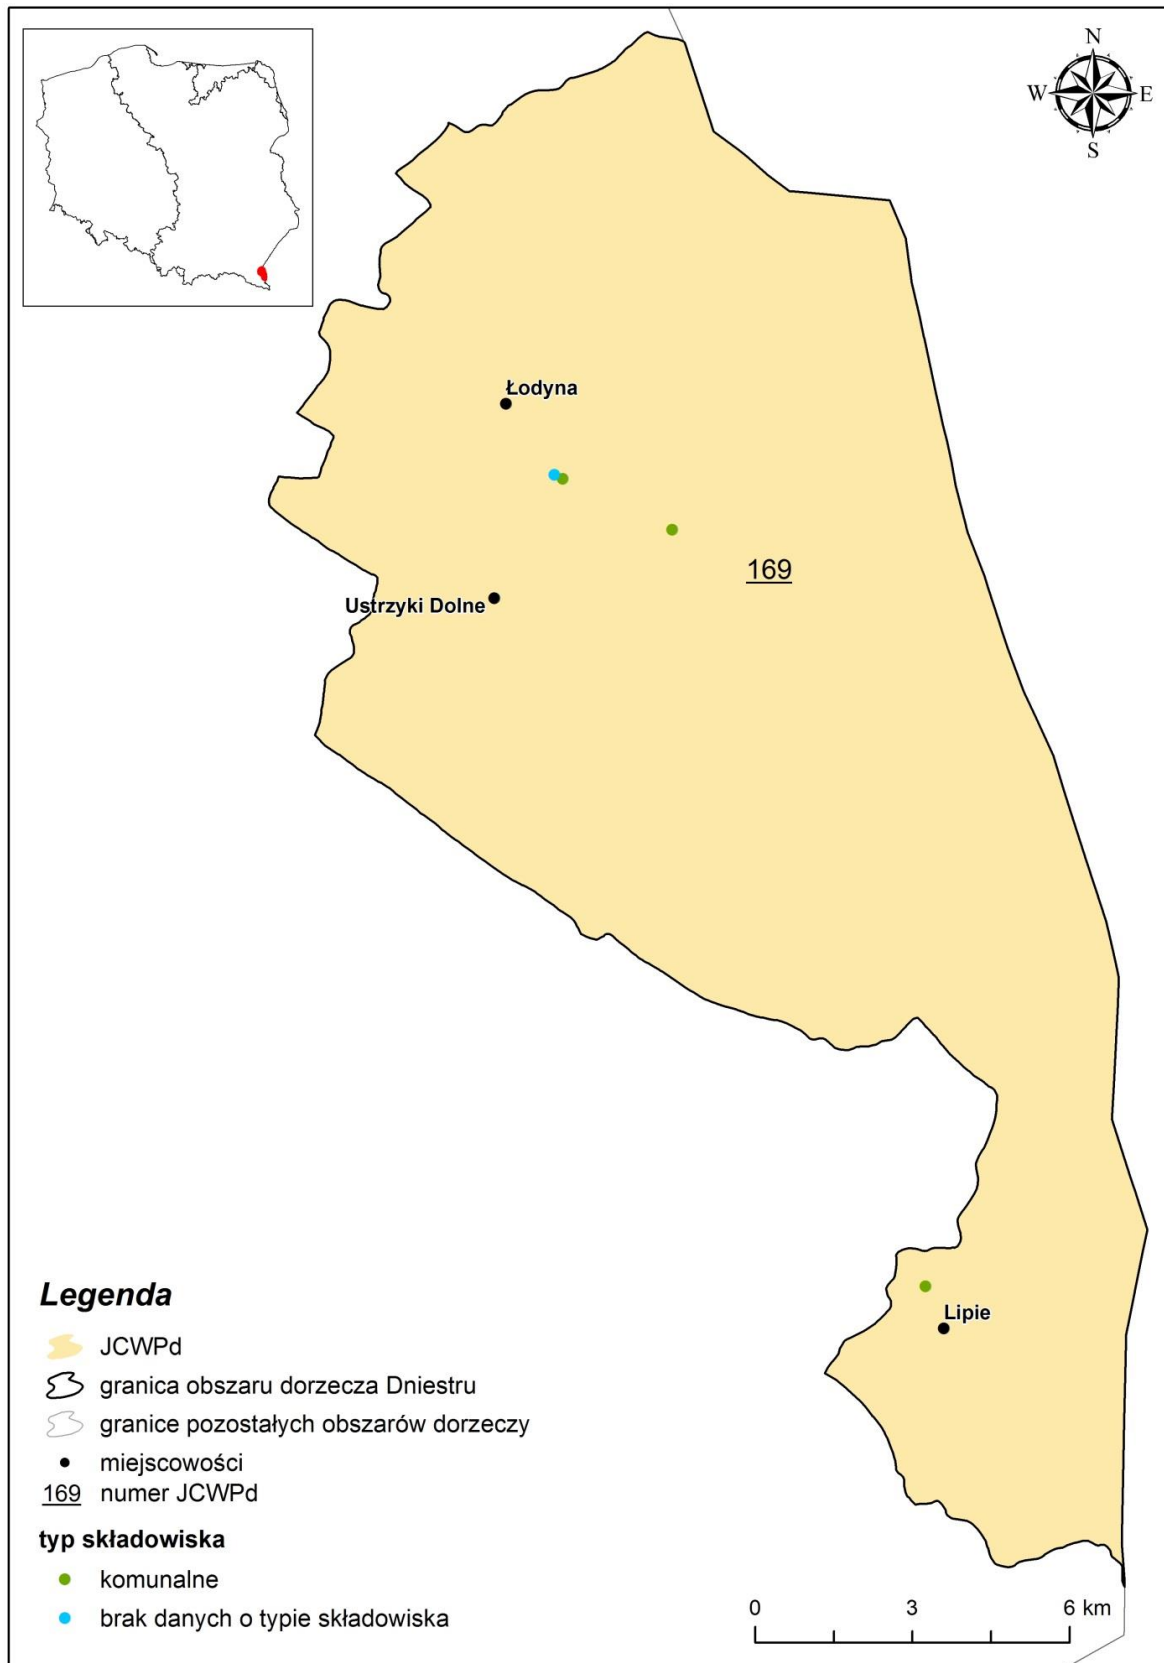 N
W E
S
Łodyna
169
Ustrzyki Dolne
Lipie
Legenda
JCWPd
granica obszaru dorzecza Dniestru
granice pozostałych obszarów dorzeczy
miejscowości
169 numer JCWPd
typ składowiska
komunalne
brak danych o typie składowiska
0 3 6 km